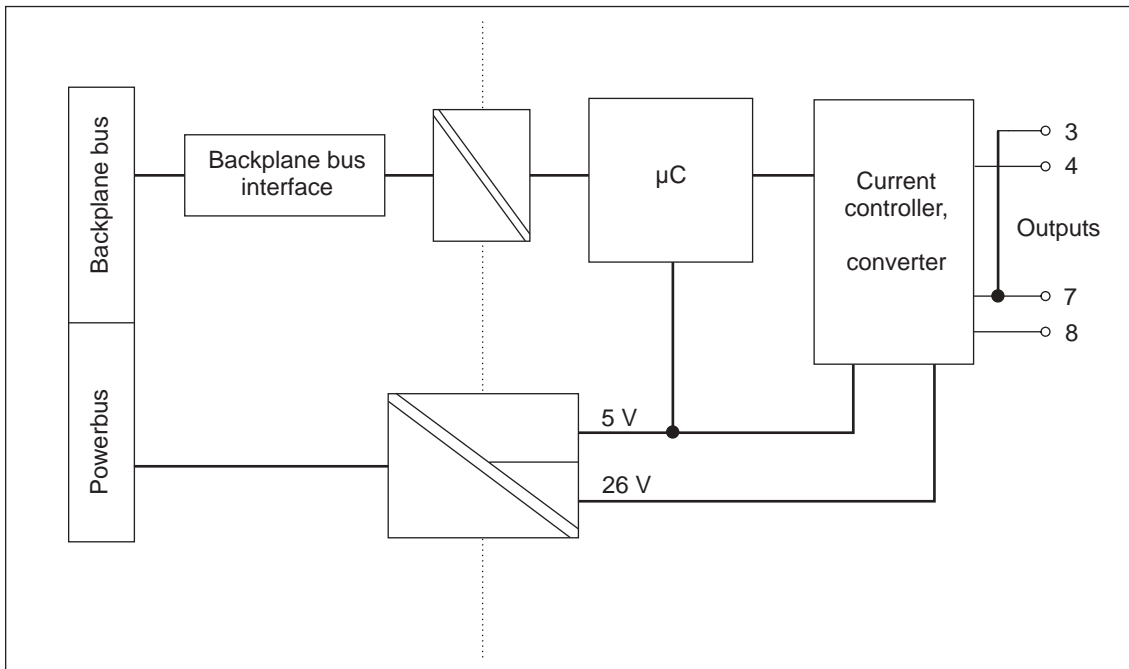 Backplane bus
Backplane bus
interface
µC
Current
controller,
converter
3
4
Outputs
7
8
Powerbus
5 V
26 V